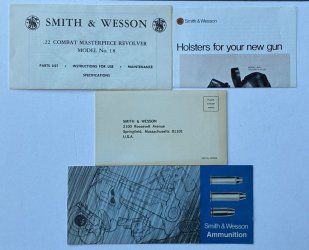 SMITH & WESSON
.22 COMBAT MASTERPIECE REVOLVER
MODEL No. 18
PARTS LIST • INSTRUCTIONS FOR USE • MAINTENANCE
SPECIFICATIONS
Smith & Wesson
Holsters for your new gun
SMITH & WESSON
2100 Roosevelt Avenue
Springfield, Massachusetts 01101
U.S.A.
Smith & Wesson
Ammunition